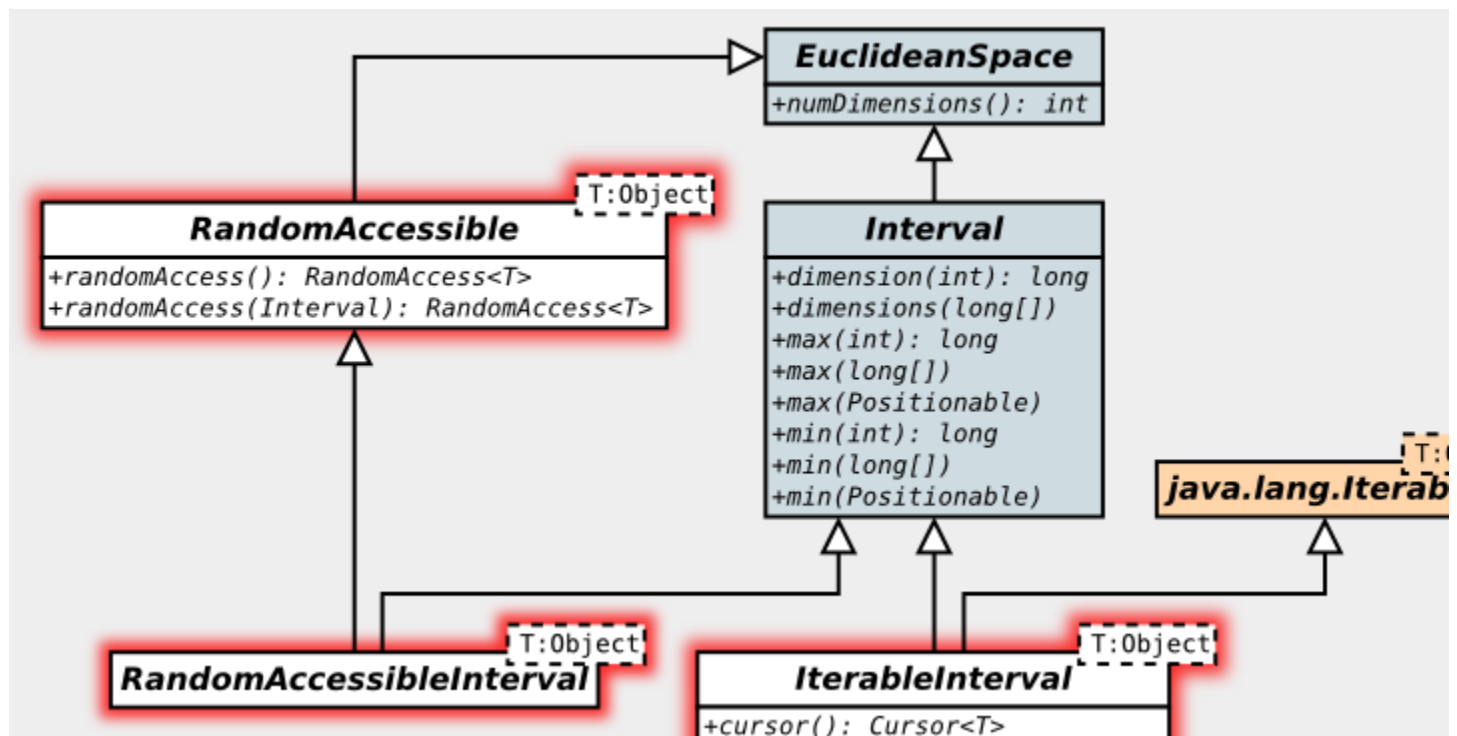 EuclideanSpace
+numDimensions(): int
T:Object
RandomAccessible
+randomAccess(): RandomAccess<T>
+randomAccess(Interval): RandomAccess<T>
Interval
+dimension(int): long
+dimensions(long[])
+max(int): long
+max(long[])
+max(Positionable)
+min(int): long
+min(long[])
+min(Positionable)
T:
java.lang.Iterab
T:Object
RandomAccessibleInterval
T:Object
IterableInterval
+cursor(): Cursor<T>